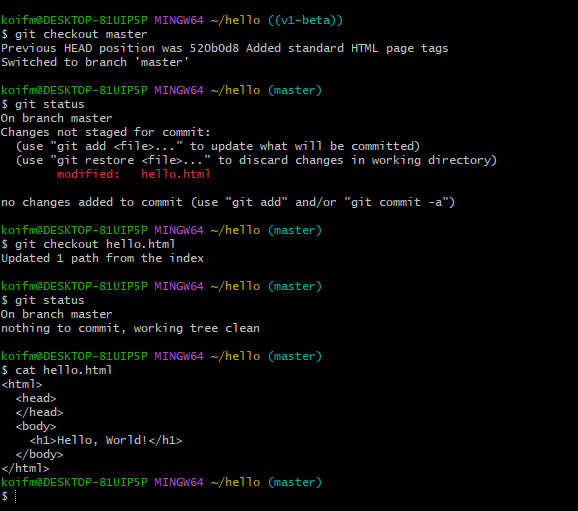 koifm@DESKTOP-81UIP5P MINGW64 ~/hello ((v1-beta))
$ git checkout master
Previous HEAD position was 520b0d8 Added standard HTML page tags
Switched to branch 'master'

koifm@DESKTOP-81UIP5P MINGW64 ~/hello (master)
$ git status
On branch master
Changes not staged for commit:
  (use "git add <file>..." to update what will be committed)
  (use "git restore <file>..." to discard changes in working directory)
        modified:   hello.html

no changes added to commit (use "git add" and/or "git commit -a")

koifm@DESKTOP-81UIP5P MINGW64 ~/hello (master)
$ git checkout hello.html
Updated 1 path from the index

koifm@DESKTOP-81UIP5P MINGW64 ~/hello (master)
$ git status
On branch master
nothing to commit, working tree clean

koifm@DESKTOP-81UIP5P MINGW64 ~/hello (master)
$ cat hello.html
<html>
  <head>
  </head>
  <body>
    <h1>Hello, World!</h1>
  </body>
</html>
koifm@DESKTOP-81UIP5P MINGW64 ~/hello (master)
$